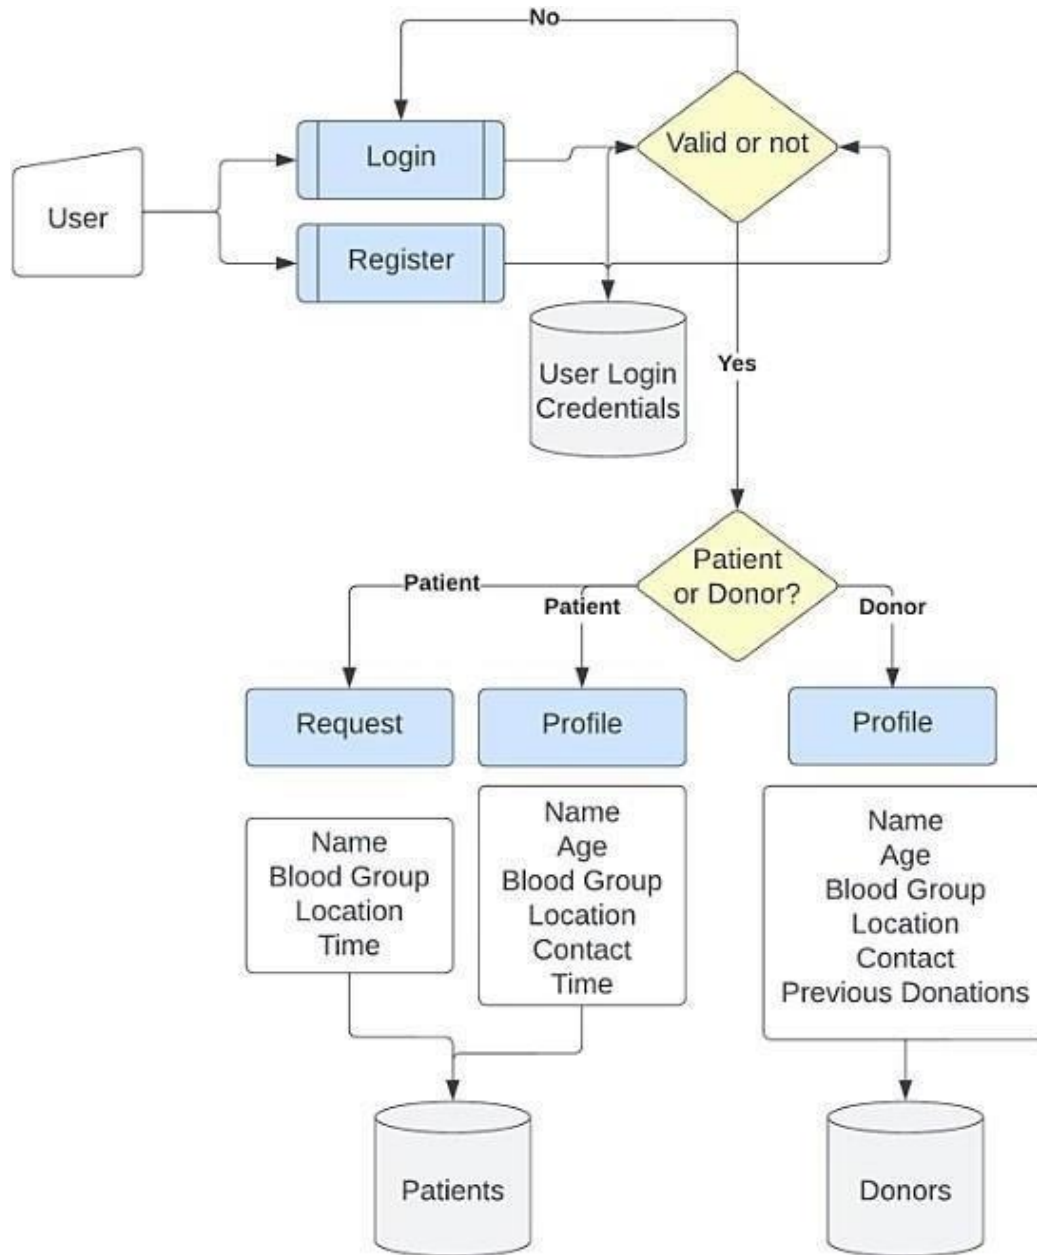 No
Valid or not
Login
User
Register
User Login
Credentials
Yes
Patient
or Donor?
Patient
Patient
Donor
Request
Profile
Profile
Name
Blood Group
Location
Time
Name
Age
Blood Group
Location
Contact
Time
Name
Age
Blood Group
Location
Contact
Previous Donations
Patients
Donors